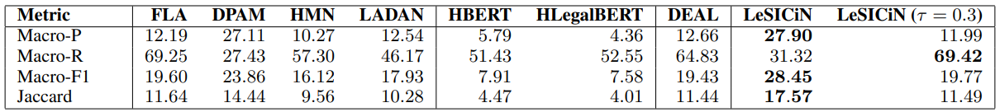 Metric FLA DPAM HMN LADAN HBERT HLegalBERT DEAL LeSICiN LeSICiN (τ = 0.3)
Macro-P 12.19 27.11 10.27 12.54 5.79 4.36 12.66 27.90 11.99
Macro-R 69.25 27.43 57.30 46.17 51.43 52.55 64.83 31.32 69.42
Macro-F1 19.60 23.86 16.12 17.93 7.91 7.58 19.43 28.45 19.77
Jaccard 11.64 14.44 9.56 10.28 4.47 4.01 11.44 17.57 11.49